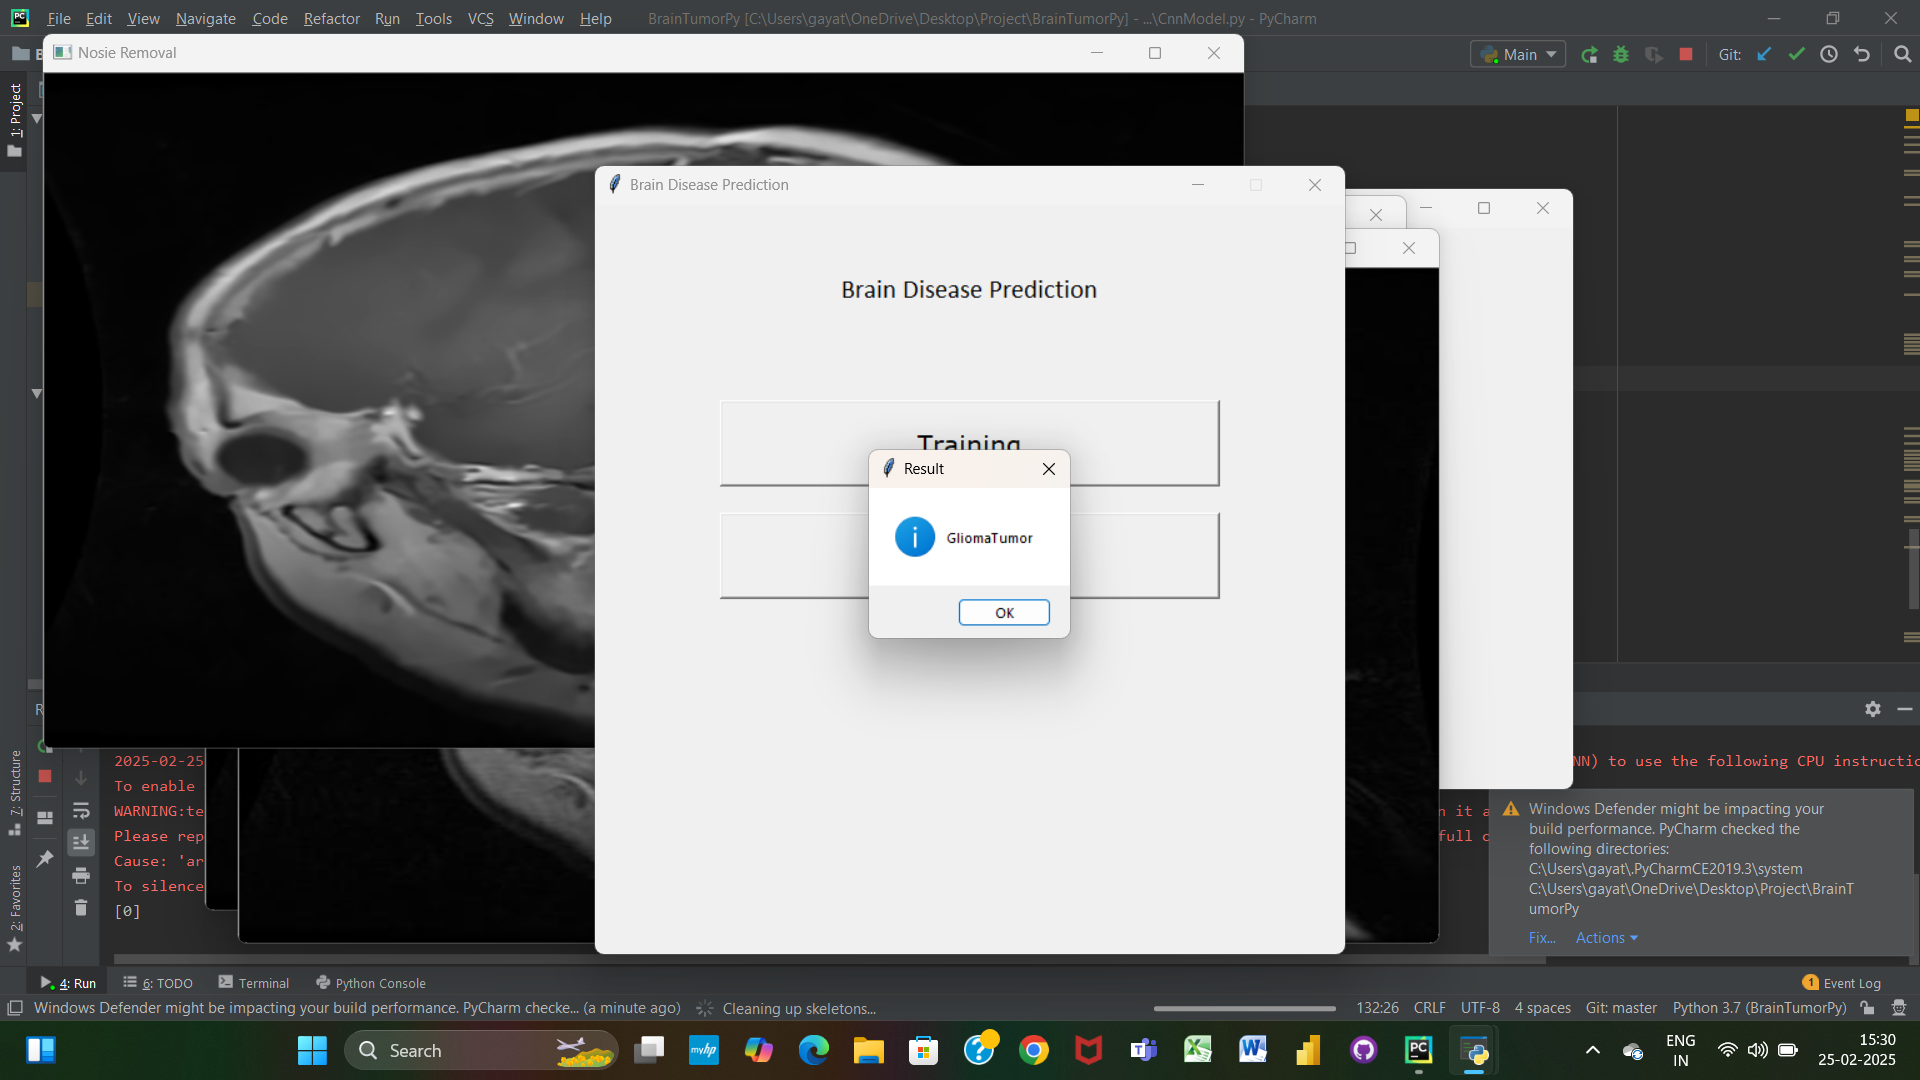 File Edit View Navigate Code Refactor Run Tools VCS Window Help BrainTumorPy [C:\Users\gayat\OneDrive\Desktop\Project\BrainTumorPy] - ...\CnnModel.py - PyCharm
Nosie Removal
Main
Git:
1: Project
Brain Disease Prediction
Brain Disease Prediction
Training
Result
GliomaTumor
OK
7: Structure
2: Favorites
2025-02-25
To enable
WARNING:te
Please rep
Cause: 'ar
To silence
[0]
NN) to use the following CPU instructio
n it a
full c
Windows Defender might be impacting your
build performance. PyCharm checked the
following directories:
C:\Users\gayat\.PyCharmCE2019.3\system
C:\Users\gayat\OneDrive\Desktop\Project\BrainT
umorPy
Fix... Actions
4: Run 6: TODO Terminal Python Console 1 Event Log
Windows Defender might be impacting your build performance. PyCharm checke... (a minute ago) Cleaning up skeletons... 132:26 CRLF UTF-8 4 spaces Git: master Python 3.7 (BrainTumorPy)
Search
myhp
ENG
IN
15:30
25-02-2025